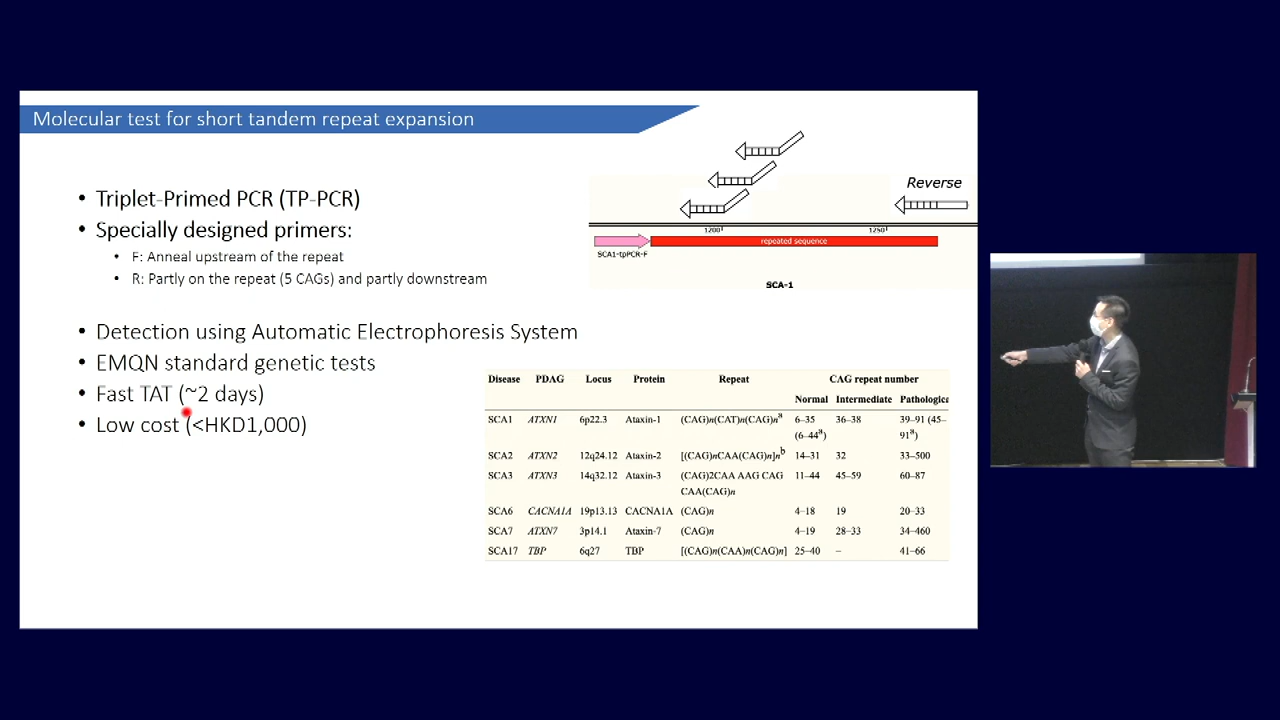 Molecular test for short tandem repeat expansion
• Triplet-Primed PCR (TP-PCR)
• Specially designed primers:
• F: Anneal upstream of the repeat
• R: Partly on the repeat (5 CAGs) and partly downstream
• Detection using Automatic Electrophoresis System
• EMQN standard genetic tests
• Fast TAT (~2 days)
• Low cost (<HKD1,000)
Reverse
1200 1250
repeated sequence
SCA1-tpPCR-F
SCA-1
Disease PDAG Locus Protein Repeat CAG repeat number
Normal Intermediate Pathologica
SCA1 ATXN1 6p22.3 Ataxin-1 (CAG)n(CAT)n(CAG)nª 6–35 36–38 39–91 (45–
(6–44ª) 91ª)
SCA2 ATXN2 12q24.12 Ataxin-2 [(CAG)nCAA(CAG)n]nᵇ 14–31 32 33–500
SCA3 ATXN3 14q32.12 Ataxin-3 (CAG)2CAA AAG CAG 11–44 45–59 60–87
CAA(CAG)n
SCA6 CACNA1A 19p13.13 CACNA1A (CAG)n 4–18 19 20–33
SCA7 ATXN7 3p14.1 Ataxin-7 (CAG)n 4–19 28–33 34–460
SCA17 TBP 6q27 TBP [(CAG)n(CAA)n(CAG)n] 25–40 – 41–66